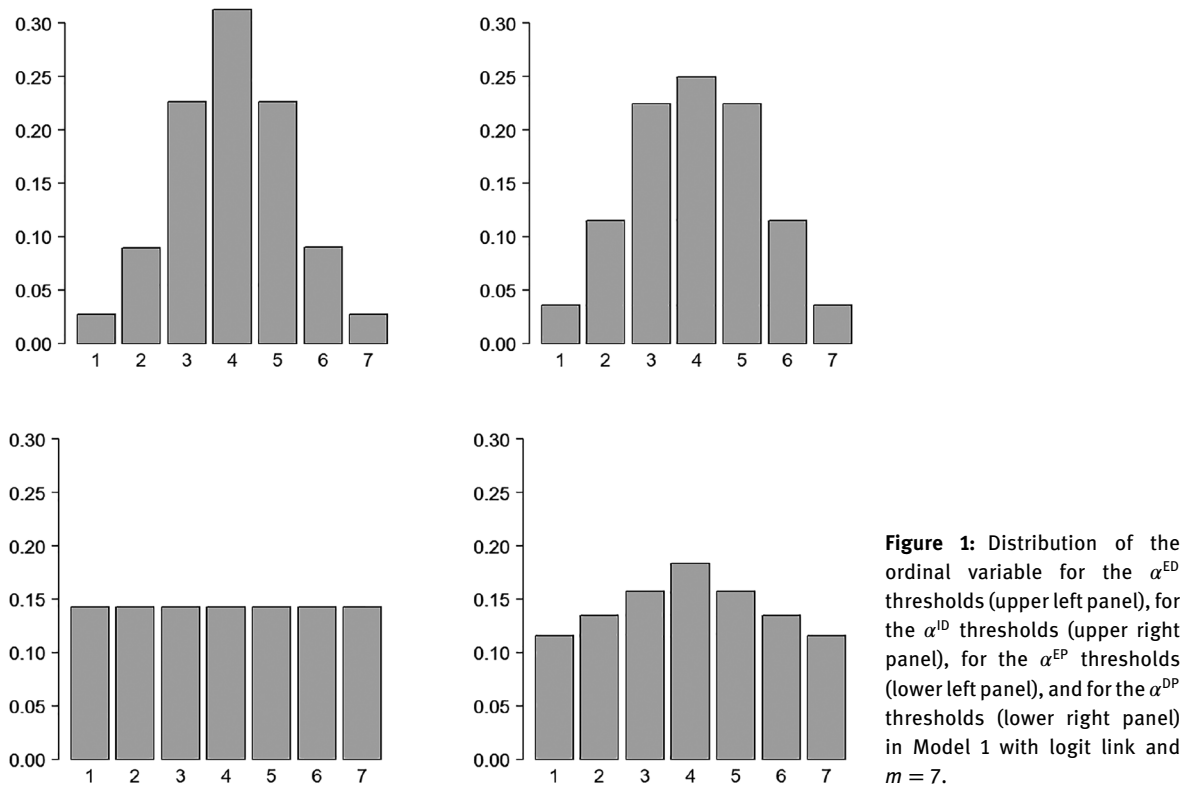 0.30
0.25
0.20
0.15
0.10
0.05
0.00
1 2 3 4 5 6 7
0.30
0.25
0.20
0.15
0.10
0.05
0.00
1 2 3 4 5 6 7
0.30
0.25
0.20
0.15
0.10
0.05
0.00
1 2 3 4 5 6 7
0.30
0.25
0.20
0.15
0.10
0.05
0.00
1 2 3 4 5 6 7
Figure 1: Distribution of the
ordinal variable for the α^ED
thresholds (upper left panel), for
the α^ID thresholds (upper right
panel), for the α^EP thresholds
(lower left panel), and for the α^DP
thresholds (lower right panel)
in Model 1 with logit link and
m = 7.